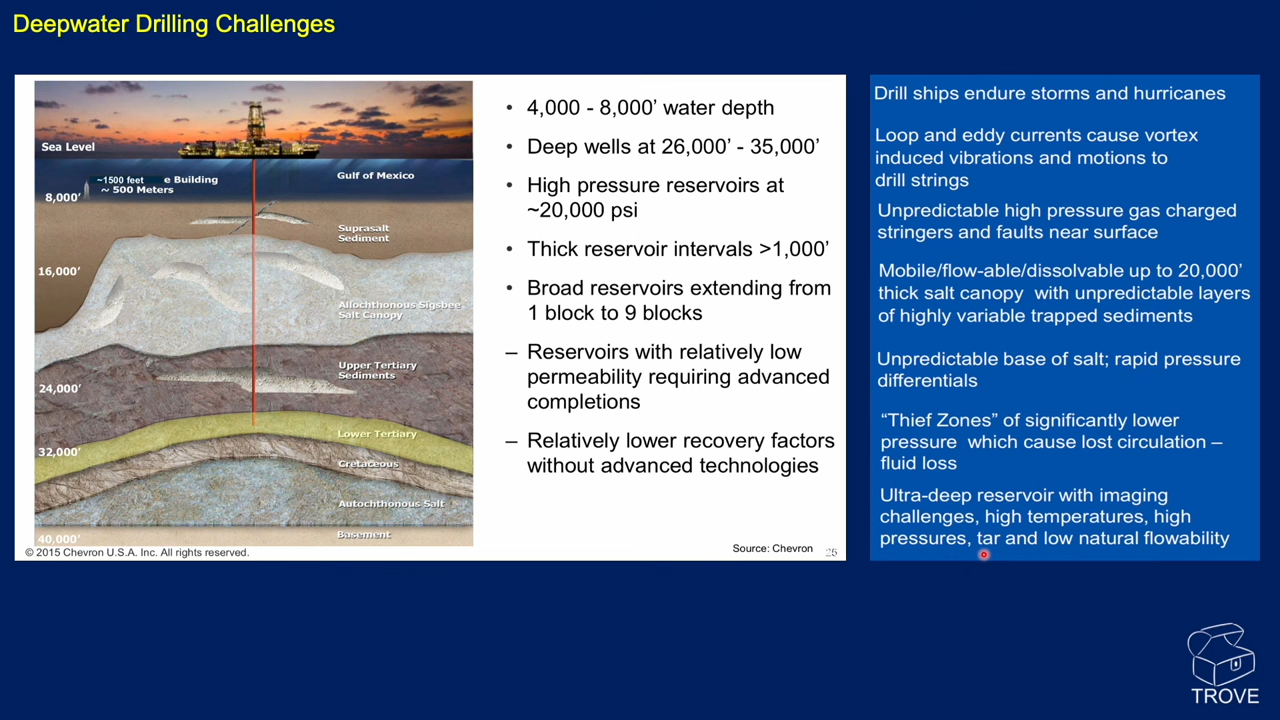 Deepwater Drilling Challenges
Sea Level
~1500 feet e Building
~ 500 Meters
Gulf of Mexico
8,000’
Suprasalt
Sediment
16,000’
Allochthonous Sigsbee
Salt Canopy
Upper Tertiary
Sediments
24,000’
Lower Tertiary
32,000’
Cretaceous
Autochthonous Salt
Basement
40,000’
© 2015 Chevron U.S.A. Inc. All rights reserved.
• 4,000 - 8,000’ water depth
• Deep wells at 26,000’ - 35,000’
• High pressure reservoirs at
~20,000 psi
• Thick reservoir intervals >1,000’
• Broad reservoirs extending from
1 block to 9 blocks
– Reservoirs with relatively low
permeability requiring advanced
completions
– Relatively lower recovery factors
without advanced technologies
Source: Chevron
Drill ships endure storms and hurricanes
Loop and eddy currents cause vortex
induced vibrations and motions to
drill strings
Unpredictable high pressure gas charged
stringers and faults near surface
Mobile/flow-able/dissolvable up to 20,000’
thick salt canopy with unpredictable layers
of highly variable trapped sediments
Unpredictable base of salt; rapid pressure
differentials
“Thief Zones” of significantly lower
pressure which cause lost circulation –
fluid loss
Ultra-deep reservoir with imaging
challenges, high temperatures, high
pressures, tar and low natural flowability
TROVE